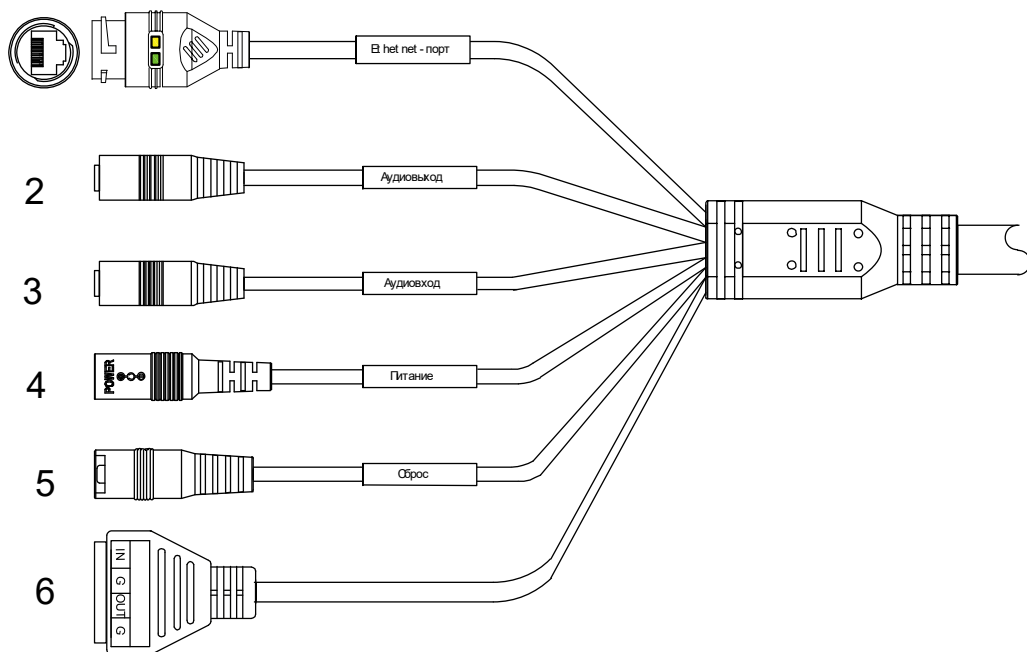 Et het net - порт
2
Аудиовыход
3
Аудиовход
4
POWER
Питание
5
Сброс
6
IN
G
OUT
G